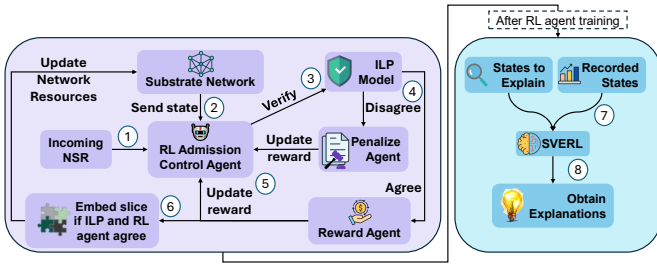 After RL agent training
Update
Network
Resources
Substrate Network
Send state
2
Verify
3
ILP
Model
4
Disagree
Incoming
NSR
1
RL Admission
Control Agent
Update
reward
Penalize
Agent
5
Update
reward
Agree
Embed slice
if ILP and RL
agent agree
6
Reward Agent
States to
Explain
Recorded
States
7
SVERL
8
Obtain
Explanations